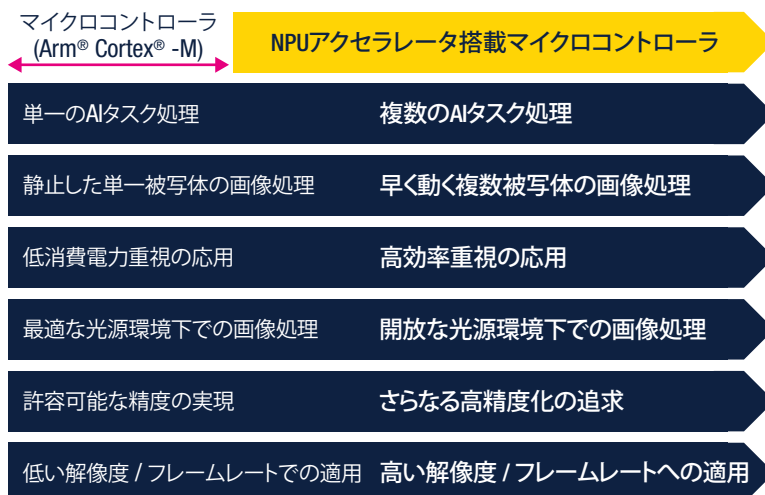 マイクロコントローラ
(Arm® Cortex® -M)
NPUアクセラレータ搭載マイクロコントローラ
単一のAIタスク処理 複数のAIタスク処理
静止した単一被写体の画像処理 早く動く複数被写体の画像処理
低消費電力重視の応用 高効率重視の応用
最適な光源環境下での画像処理 開放な光源環境下での画像処理
許容可能な精度の実現 さらなる高精度化の追求
低い解像度 / フレームレートでの適用 高い解像度 / フレームレートへの適用